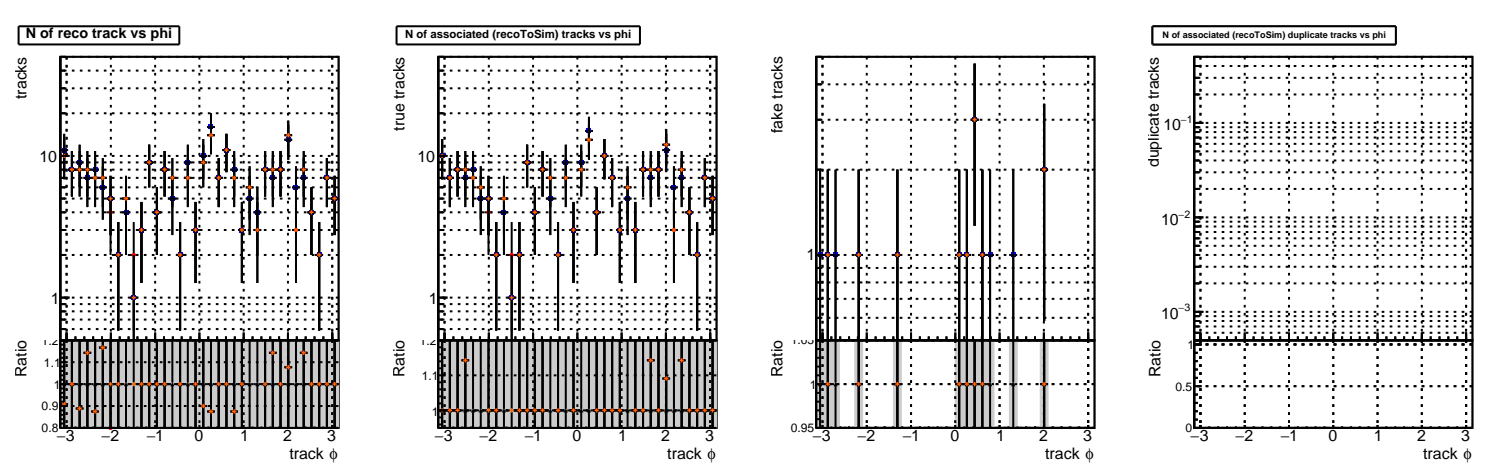 N of reco track vs phi
tracks
10
1
Ratio
1.2
1.1
1
0.9
0.8
−3 −2 −1 0 1 2 3
track ϕ
N of associated (recoToSim) tracks vs phi
true tracks
10
1
Ratio
1.2
1.1
1
−3 −2 −1 0 1 2 3
track ϕ
fake tracks
1
Ratio
1.05
1
0.95
−3 −2 −1 0 1 2 3
track ϕ
N of associated (recoToSim) duplicate tracks vs phi
duplicate tracks
10−1
10−2
10−3
Ratio
1
0.5
0
−3 −2 −1 0 1 2 3
track ϕ